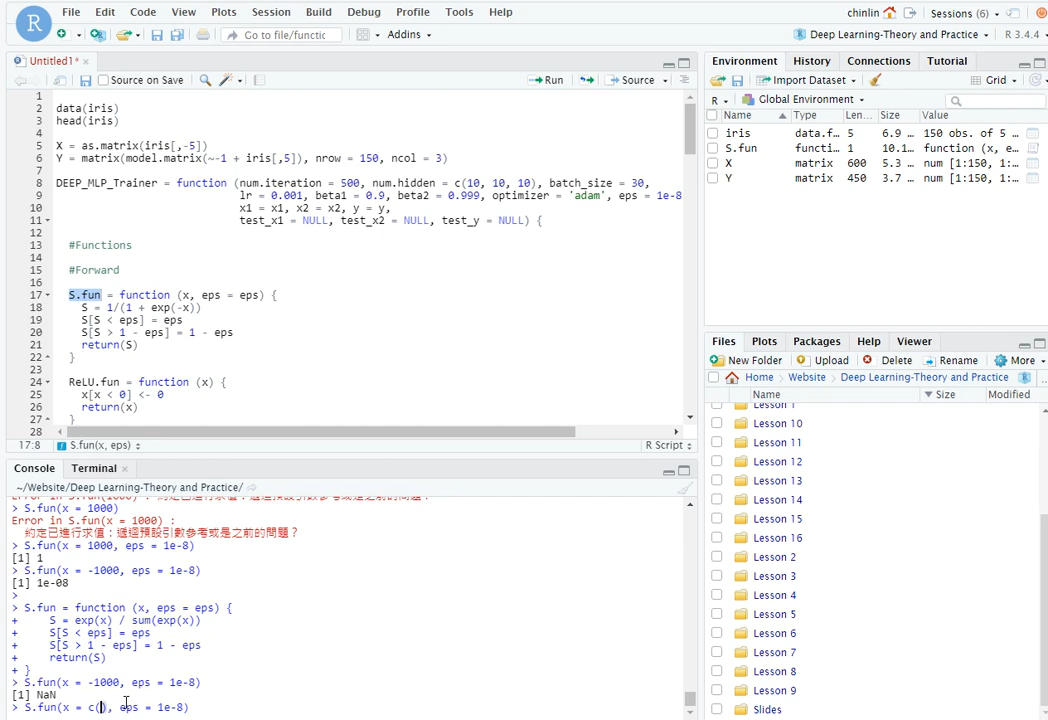 R File Edit Code View Plots Session Build Debug Profile Tools Help chinlin Sessions (6)
Go to file/functic Addins Deep Learning-Theory and Practice R 3.4.4
Untitled1*
Source on Save Run Source
1
2 data(iris)
3 head(iris)
4
5 X = as.matrix(iris[,-5])
6 Y = matrix(model.matrix(~-1 + iris[,5]), nrow = 150, ncol = 3)
7
8 DEEP_MLP_Trainer = function (num.iteration = 500, num.hidden = c(10, 10, 10), batch_size = 30,
9 lr = 0.001, beta1 = 0.9, beta2 = 0.999, optimizer = 'adam', eps = 1e-8
10 x1 = x1, x2 = x2, y = y,
11 test_x1 = NULL, test_x2 = NULL, test_y = NULL) {
12
13 #Functions
14
15 #Forward
16
17 S.fun = function (x, eps = eps) {
18 S = 1/(1 + exp(-x))
19 S[S < eps] = eps
20 S[S > 1 - eps] = 1 - eps
21 return(S)
22 }
23
24 ReLU.fun = function (x) {
25 x[x < 0] <- 0
26 return(x)
27 }
28
17:8 S.fun(x, eps) R Script
Console Terminal
~/Website/Deep Learning-Theory and Practice/
> S.fun(x = 1000)
Error in S.fun(x = 1000) :
約定已進行求值：遞迴預設引數參考或是之前的問題？
> S.fun(x = 1000, eps = 1e-8)
[1] 1
> S.fun(x = -1000, eps = 1e-8)
[1] 1e-08
>
> S.fun = function (x, eps = eps) {
+ S = exp(x) / sum(exp(x))
+ S[S < eps] = eps
+ S[S > 1 - eps] = 1 - eps
+ return(S)
+ }
> S.fun(x = -1000, eps = 1e-8)
[1] NaN
> S.fun(x = c(), eps = 1e-8)
Environment History Connections Tutorial
Import Dataset Grid
R Global Environment
Name Type Len... Size Value
iris data.f... 5 6.9 ... 150 obs. of 5 ...
S.fun functi... 1 10.1... function (x, e...
X matrix 600 5.3 ... num [1:150, 1:...
Y matrix 450 3.7 ... num [1:150, 1:...
Files Plots Packages Help Viewer
New Folder Upload Delete Rename More
Home Website Deep Learning-Theory and Practice ...
Name Size Modified
Lesson 1
Lesson 10
Lesson 11
Lesson 12
Lesson 13
Lesson 14
Lesson 15
Lesson 16
Lesson 2
Lesson 3
Lesson 4
Lesson 5
Lesson 6
Lesson 7
Lesson 8
Lesson 9
Slides